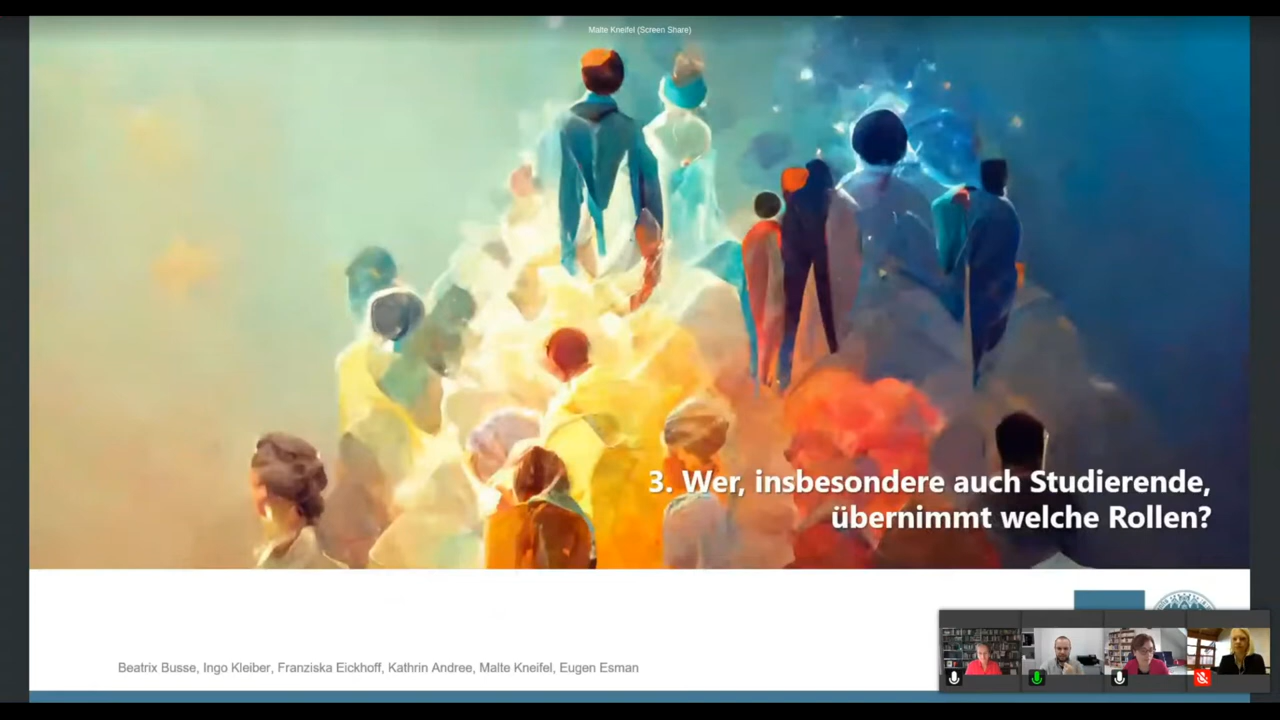 Malte Kneifel (Screen Share)
3. Wer, insbesondere auch Studierende,
übernimmt welche Rollen?
Beatrix Busse, Ingo Kleiber, Franziska Eickhoff, Kathrin Andree, Malte Kneifel, Eugen Esman